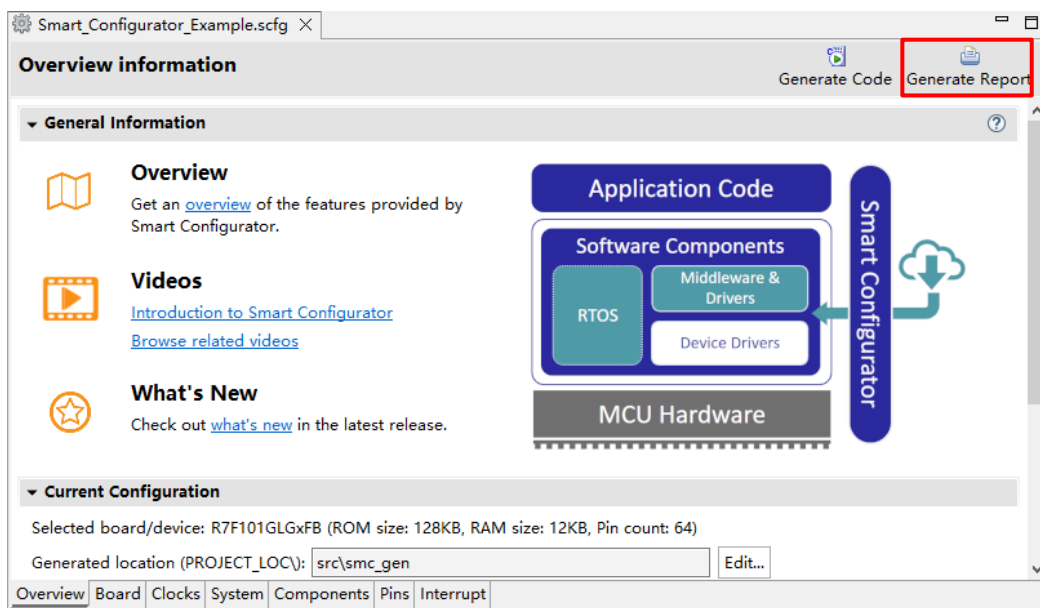 Smart_Configurator_Example.scfg
Overview information
Generate Code
Generate Report
General Information
Overview
Get an overview of the features provided by
Smart Configurator.
Videos
Introduction to Smart Configurator
Browse related videos
What's New
Check out what's new in the latest release.
Application Code
Software Components
RTOS
Middleware &
Drivers
Device Drivers
MCU Hardware
Smart Configurator
Current Configuration
Selected board/device: R7F101GLGxFB (ROM size: 128KB, RAM size: 12KB, Pin count: 64)
Generated location (PROJECT_LOC\): src\smc_gen Edit...
Overview Board Clocks System Components Pins Interrupt